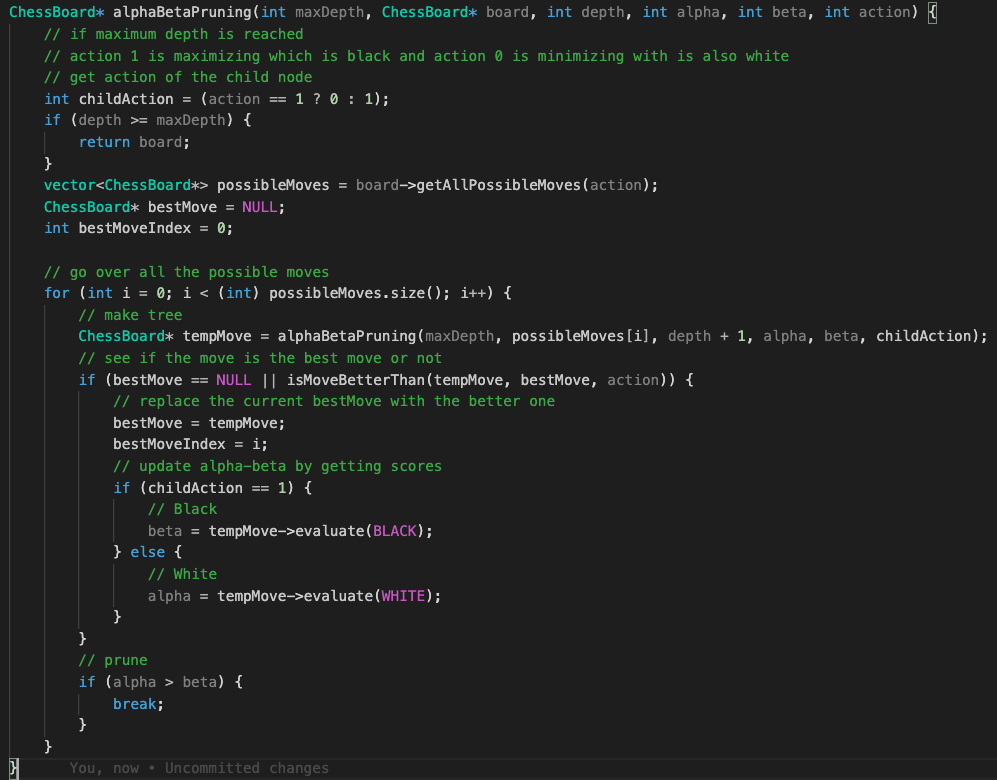 ChessBoard* alphaBetaPruning(int maxDepth, ChessBoard* board, int depth, int alpha, int beta, int action) {
    // if maximum depth is reached
    // action 1 is maximizing which is black and action 0 is minimizing with is also white
    // get action of the child node
    int childAction = (action == 1 ? 0 : 1);
    if (depth >= maxDepth) {
        return board;
    }
    vector<ChessBoard*> possibleMoves = board->getAllPossibleMoves(action);
    ChessBoard* bestMove = NULL;
    int bestMoveIndex = 0;

    // go over all the possible moves
    for (int i = 0; i < (int) possibleMoves.size(); i++) {
        // make tree
        ChessBoard* tempMove = alphaBetaPruning(maxDepth, possibleMoves[i], depth + 1, alpha, beta, childAction);
        // see if the move is the best move or not
        if (bestMove == NULL || isMoveBetterThan(tempMove, bestMove, action)) {
            // replace the current bestMove with the better one
            bestMove = tempMove;
            bestMoveIndex = i;
            // update alpha-beta by getting scores
            if (childAction == 1) {
                // Black
                beta = tempMove->evaluate(BLACK);
            } else {
                // White
                alpha = tempMove->evaluate(WHITE);
            }
        }
        // prune
        if (alpha > beta) {
            break;
        }
    }
}      You, now • Uncommitted changes